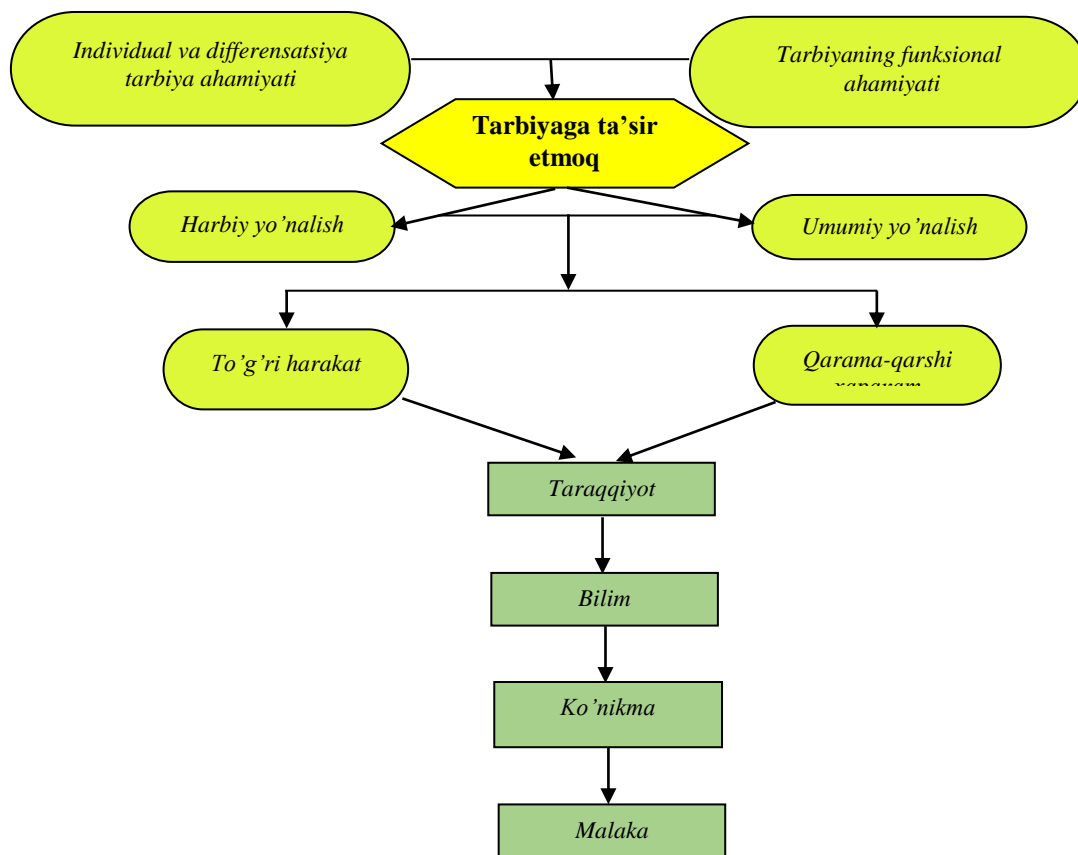 Individual va differensatsiya
tarbiya ahamiyati
Tarbiyaning funksional
ahamiyati
Tarbiyaga ta’sir
etmoq
Harbiy yo’nalish
Umumiy yo’nalish
To’g’ri harakat
Qarama-qarshi
Taraqqiyot
Bilim
Ko’nikma
Malaka